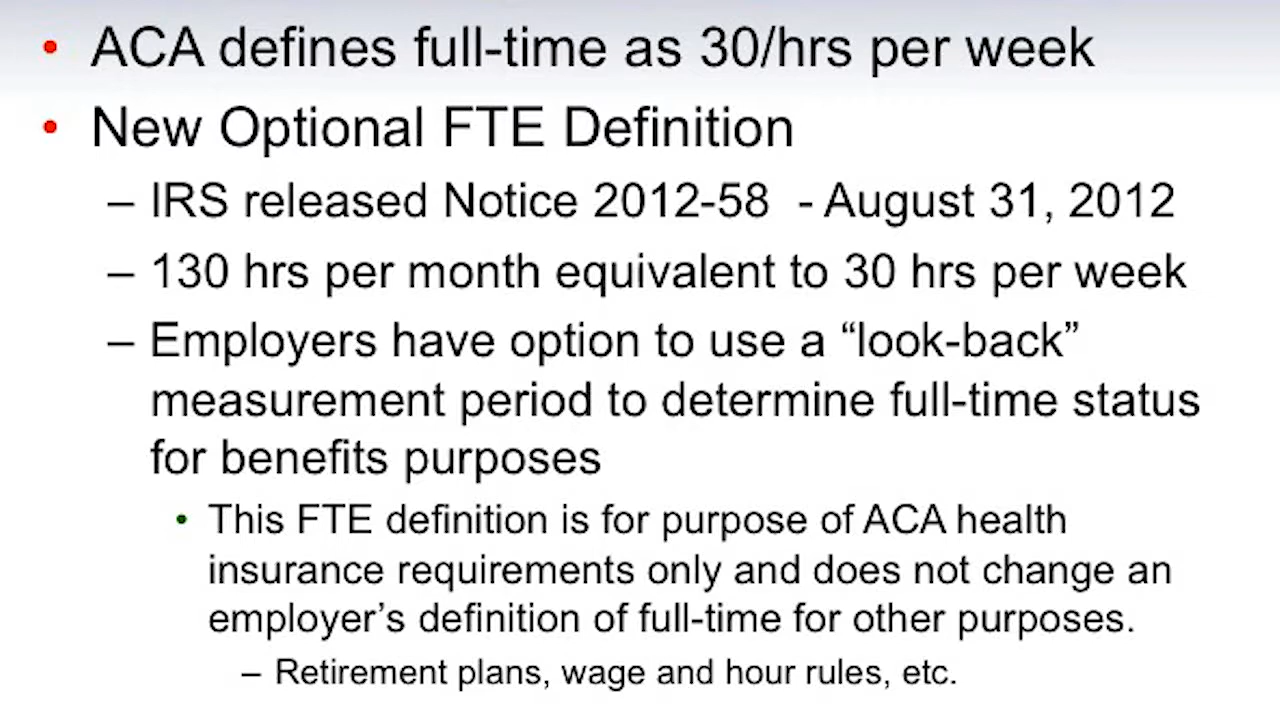 • ACA defines full-time as 30/hrs per week
• New Optional FTE Definition
– IRS released Notice 2012-58 - August 31, 2012
– 130 hrs per month equivalent to 30 hrs per week
– Employers have option to use a “look-back”
measurement period to determine full-time status
for benefits purposes
• This FTE definition is for purpose of ACA health
insurance requirements only and does not change an
employer’s definition of full-time for other purposes.
– Retirement plans, wage and hour rules, etc.